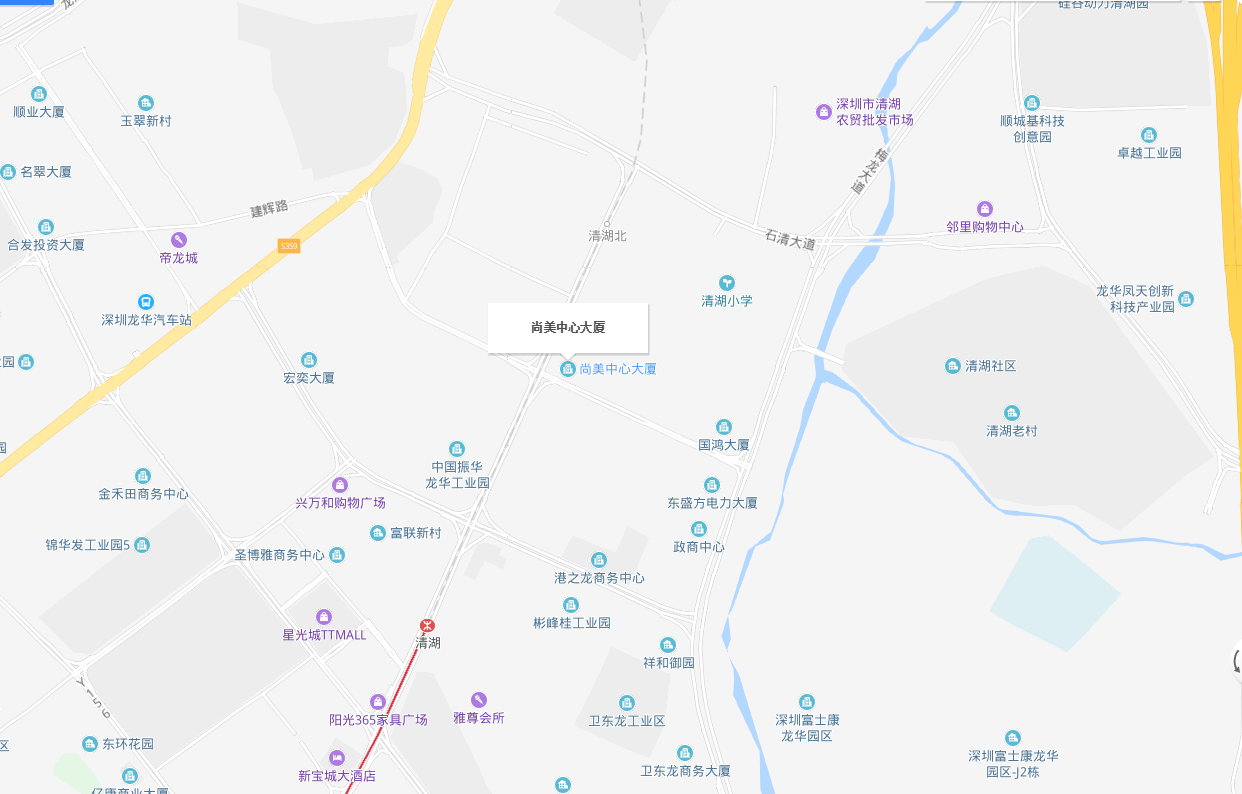 硅谷动力清湖园
顺业大厦
玉翠新村
深圳市清湖
农贸批发市场
顺城基科技
创意园
卓越工业园
名翠大厦
梅龙大道
建辉路
邻里购物中心
合发投资大厦
帝龙城
S359
清湖北
石清大道
清湖小学
龙华凤天创新
科技产业园
深圳龙华汽车站
尚美中心大厦
园
宏奕大厦
尚美中心大厦
清湖社区
清湖老村
国鸿大厦
园
中国振华
龙华工业园
金禾田商务中心
兴万和购物广场
东盛方电力大厦
富联新村
锦华发工业园5
圣博雅商务中心
政商中心
港之龙商务中心
彬峰桂工业园
星光城TTMALL
清湖
祥和御园
Y156
阳光365家具广场
雅尊会所
卫东龙工业区
深圳富士康
龙华园区
区
东环花园
新宝城大酒店
卫东龙商务大厦
深圳富士康龙华
园区-J2栋
亿康商业大厦